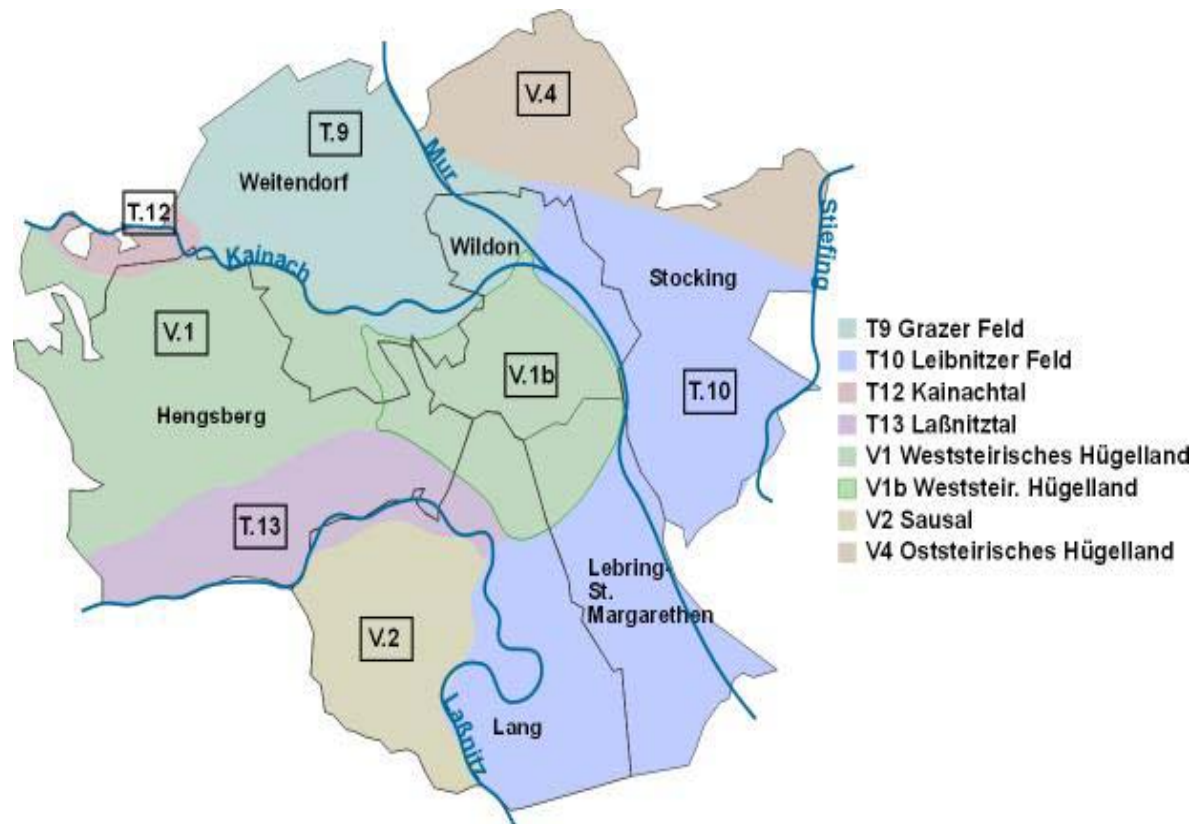 V.4
T.9
Mur
Weitendorf
T.12
Stiefing
Wildon
Kainach
Stocking
V.1
T9 Grazer Feld
T10 Leibnitzer Feld
V.1b
T.10
T12 Kainachtal
Hengsberg
T13 Laßnitztal
V1 Weststeirisches Hügelland
V1b Weststeir. Hügelland
T.13
V2 Sausal
V4 Oststeirisches Hügelland
Lebring-
St.
Margarethen
V.2
Laßnitz
Lang